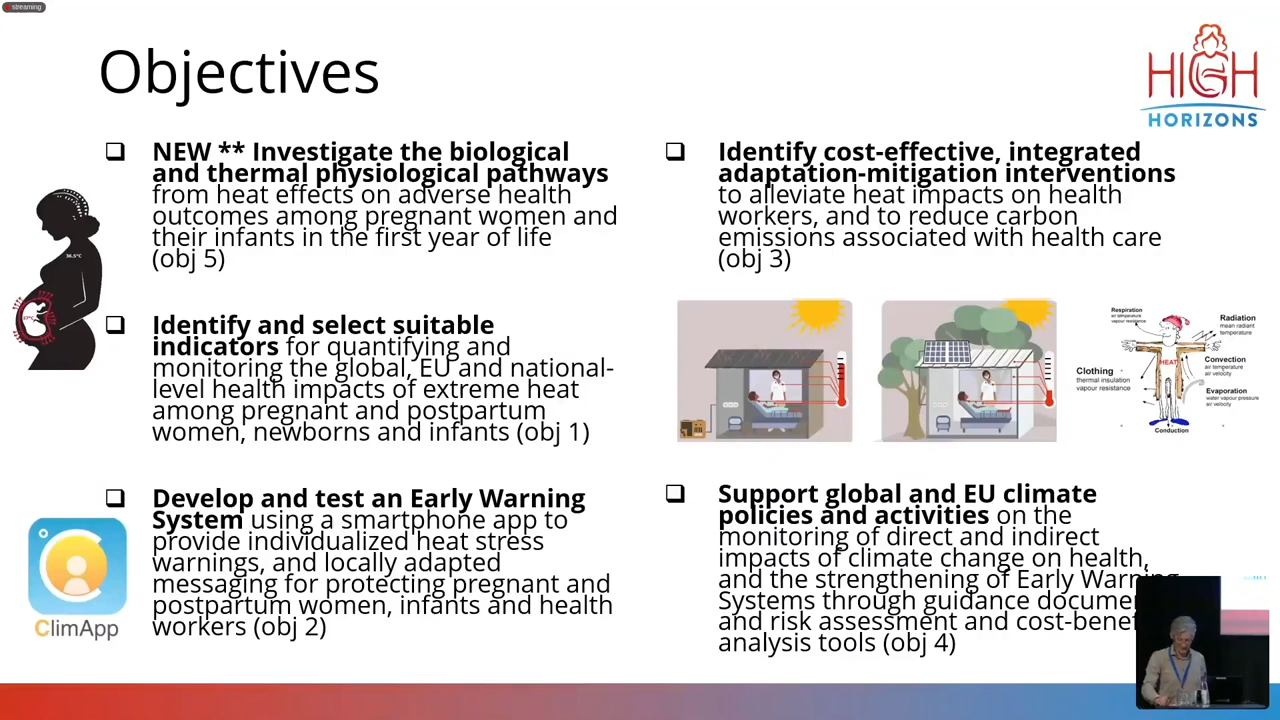 streaming
Objectives
HIGH
HORIZONS
❑ NEW ** Investigate the biological
and thermal physiological pathways
from heat effects on adverse health
outcomes among pregnant women and
their infants in the first year of life
(obj 5)
36.5°C
37°C
❑ Identify and select suitable
indicators for quantifying and
monitoring the global, EU and national-
level health impacts of extreme heat
among pregnant and postpartum
women, newborns and infants (obj 1)
❑ Develop and test an Early Warning
System using a smartphone app to
provide individualized heat stress
warnings, and locally adapted
messaging for protecting pregnant and
postpartum women, infants and health
workers (obj 2)
ClimApp
❑ Identify cost-effective, integrated
adaptation-mitigation interventions
to alleviate heat impacts on health
workers, and to reduce carbon
emissions associated with health care
(obj 3)
Respiration
air temperature
vapour resistance
Radiation
mean radiant
temperature
HEAT
Clothing
thermal insulation
vapour resistance
Convection
air temperature
air velocity
Evaporation
water vapour pressure
air velocity
Conduction
❑ Support global and EU climate
policies and activities on the
monitoring of direct and indirect
impacts of climate change on health,
and the strengthening of Early Warning
Systems through guidance
and risk assessment and
analysis tools (obj 4)